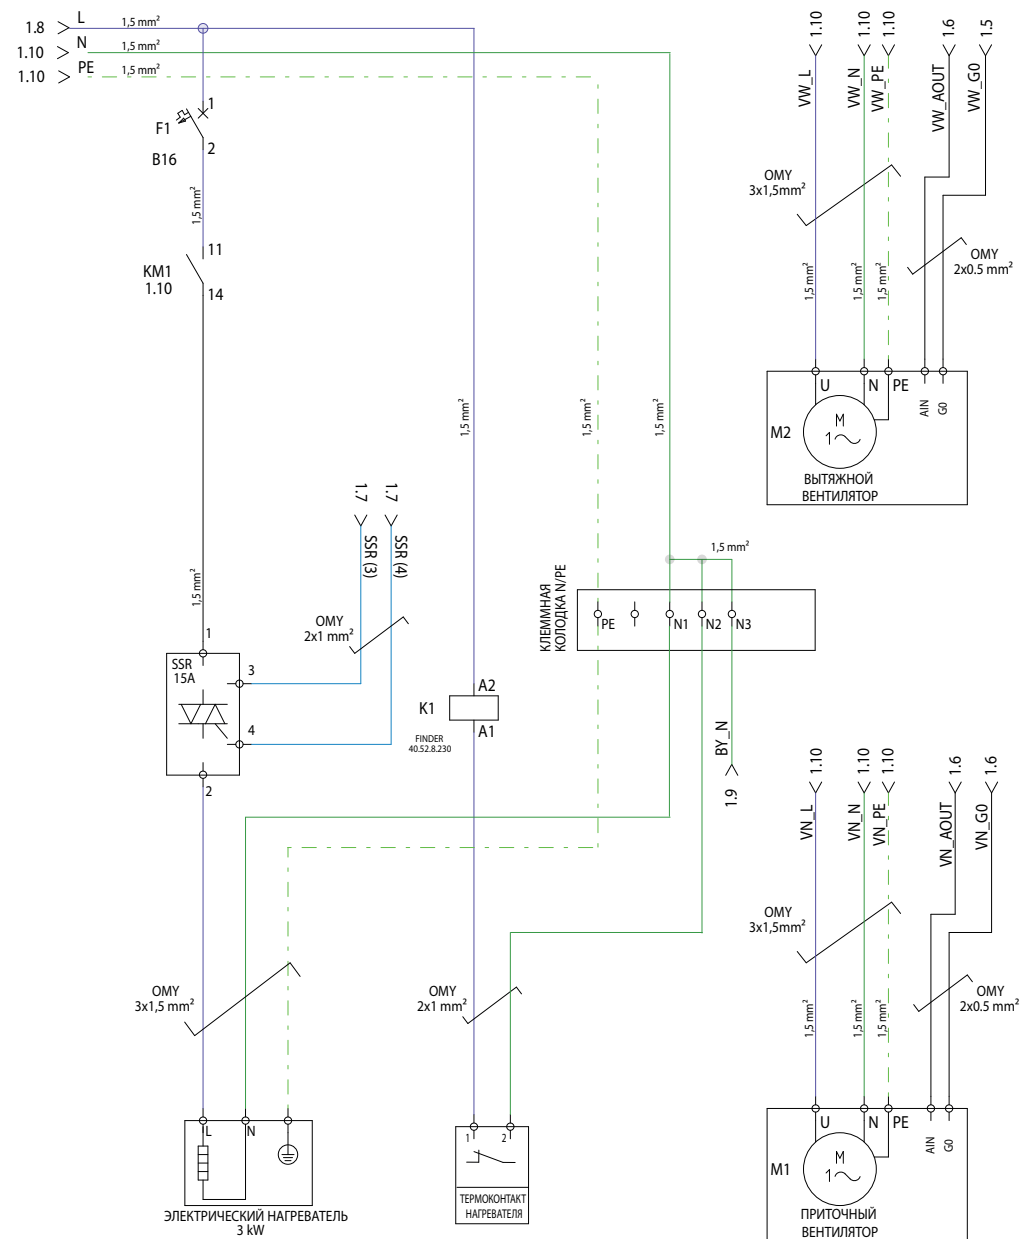 1.8
L
1,5 mm²
1.10
N
1,5 mm²
1.10
PE
1,5 mm²
1
F1
B16
2
1,5 mm²
11
KM1
1.10
14
1,5 mm²
1
SSR
15A
3
4
2
1.7
1.7
SSR (3)
SSR (4)
OMY
2x1 mm²
1,5 mm²
1,5 mm²
1,5 mm²
A2
K1
A1
FINDER
40.52.8.230
КЛЕММНАЯ
КОЛОДКА N/PE
1,5 mm²
PE
N1
N2
N3
BY_N
1.9
OMY
3x1,5 mm²
OMY
2x1 mm²
L
N
ЭЛЕКТРИЧЕСКИЙ НАГРЕВАТЕЛЬ
3 kW
1
2
ТЕРМОКОНТАКТ
НАГРЕВАТЕЛЯ
1.10
1.10
1.10
1.6
1.5
VW_L
VW_N
VW_PE
VW_AOUT
VW_G0
OMY
3x1,5mm²
OMY
2x0.5 mm²
1,5 mm²
1,5 mm²
1,5 mm²
U
N
PE
AIN
G0
M2
M
1
ВЫТЯЖНОЙ
ВЕНТИЛЯТОР
1.10
1.10
1.10
1.6
1.6
VN_L
VN_N
VN_PE
VN_AOUT
VN_G0
OMY
3x1,5mm²
OMY
2x0.5 mm²
1,5 mm²
1,5 mm²
1,5 mm²
U
N
PE
AIN
G0
M1
M
1
ПРИТОЧНЫЙ
ВЕНТИЛЯТОР